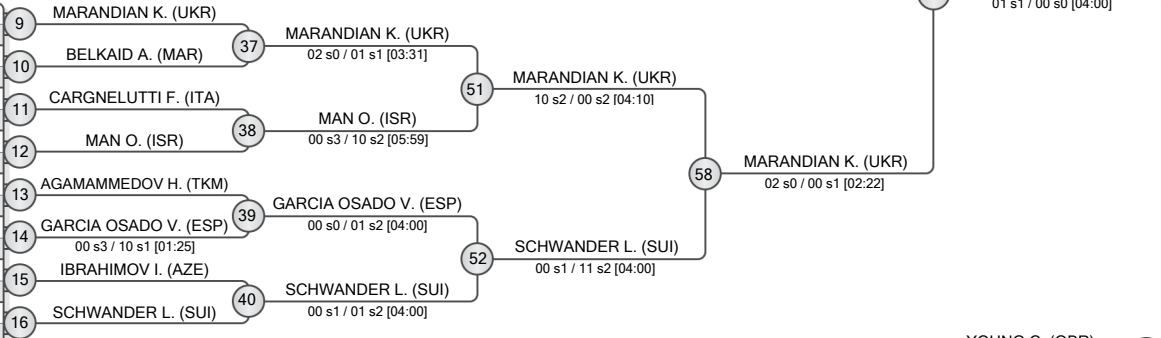 01 s1 / 00 s0 [04:00]
9
MARANDIAN K. (UKR)
37
MARANDIAN K. (UKR)
02 s0 / 01 s1 [03:31]
10
BELKAID A. (MAR)
51
MARANDIAN K. (UKR)
10 s2 / 00 s2 [04:10]
11
CARGNELUTTI F. (ITA)
38
MAN O. (ISR)
00 s3 / 10 s2 [05:59]
12
MAN O. (ISR)
58
MARANDIAN K. (UKR)
02 s0 / 00 s1 [02:22]
13
AGAMAMMEDOV H. (TKM)
39
GARCIA OSADO V. (ESP)
00 s0 / 01 s2 [04:00]
14
GARCIA OSADO V. (ESP)
00 s3 / 10 s1 [01:25]
52
SCHWANDER L. (SUI)
00 s1 / 11 s2 [04:00]
15
IBRAHIMOV I. (AZE)
40
SCHWANDER L. (SUI)
00 s1 / 01 s2 [04:00]
16
SCHWANDER L. (SUI)